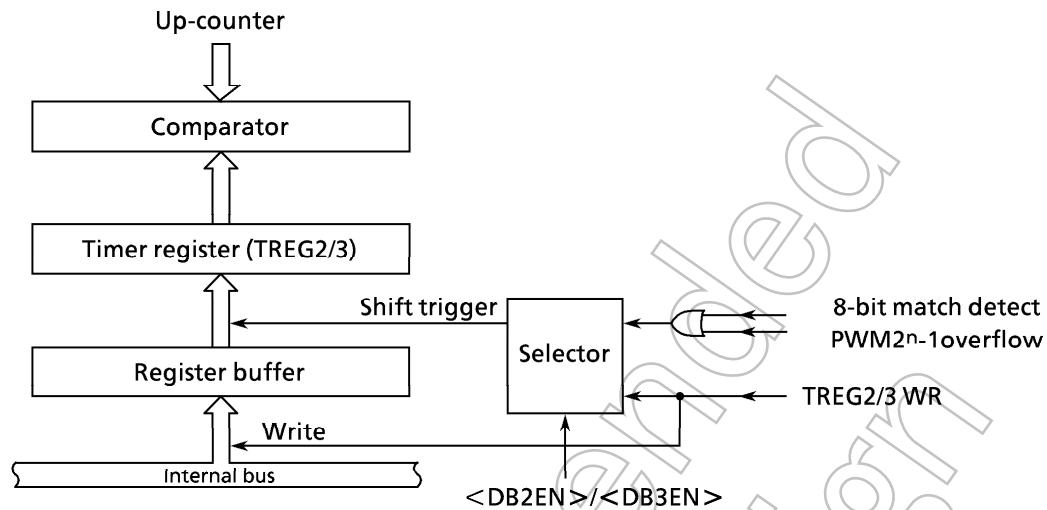 Up-counter
Comparator
Timer register (TREG2/3)
Shift trigger
Selector
8-bit match detect
PWM2ⁿ-1overflow
Register buffer
TREG2/3 WR
Write
Internal bus
<DB2EN>/<DB3EN>